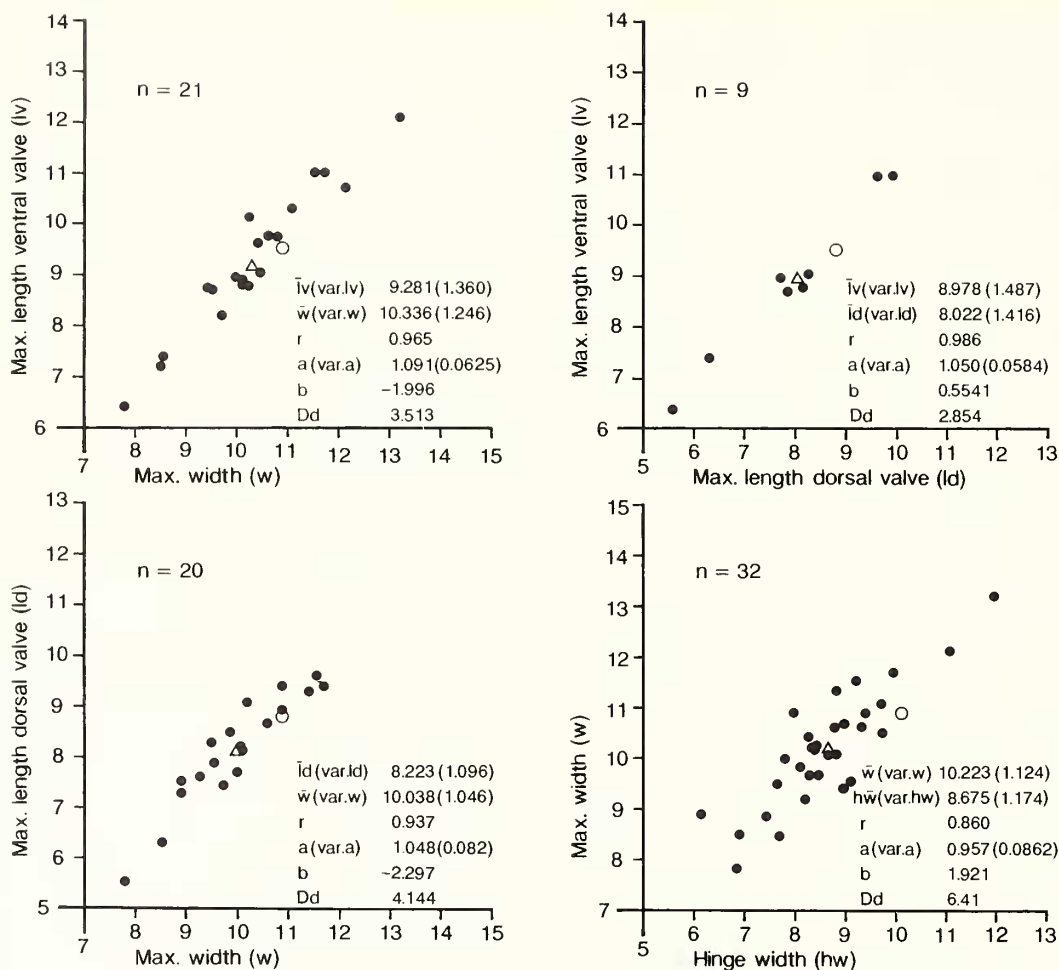 n = 21
Max. length ventral valve (lv)
14
13
12
11
10
9
8
7
6
7 8 9 10 11 12 13 14 15
Max. width (w)
l̄v (var. lv) 9.281 (1.360)
w̄ (var. w) 10.336 (1.246)
r 0.965
a (var. a) 1.091 (0.0625)
b −1.996
Dd 3.513
n = 9
Max. length ventral valve (lv)
14
13
12
11
10
9
8
7
6
5 6 7 8 9 10 11 12 13
Max. length dorsal valve (ld)
l̄v (var. lv) 8.978 (1.487)
l̄d (var. ld) 8.022 (1.416)
r 0.986
a (var. a) 1.050 (0.0584)
b 0.5541
Dd 2.854
n = 20
Max. length dorsal valve (ld)
13
12
11
10
9
8
7
6
5
7 8 9 10 11 12 13 14 15
Max. width (w)
l̄d (var. ld) 8.223 (1.096)
w̄ (var. w) 10.038 (1.046)
r 0.937
a (var. a) 1.048 (0.082)
b −2.297
Dd 4.144
n = 32
Max. width (w)
15
14
13
12
11
10
9
8
7
5 6 7 8 9 10 11 12 13
Hinge width (hw)
w̄ (var. w) 10.223 (1.124)
hw̄ (var. hw) 8.675 (1.174)
r 0.860
a (var. a) 0.957 (0.0862)
b 1.921
Dd 6.41